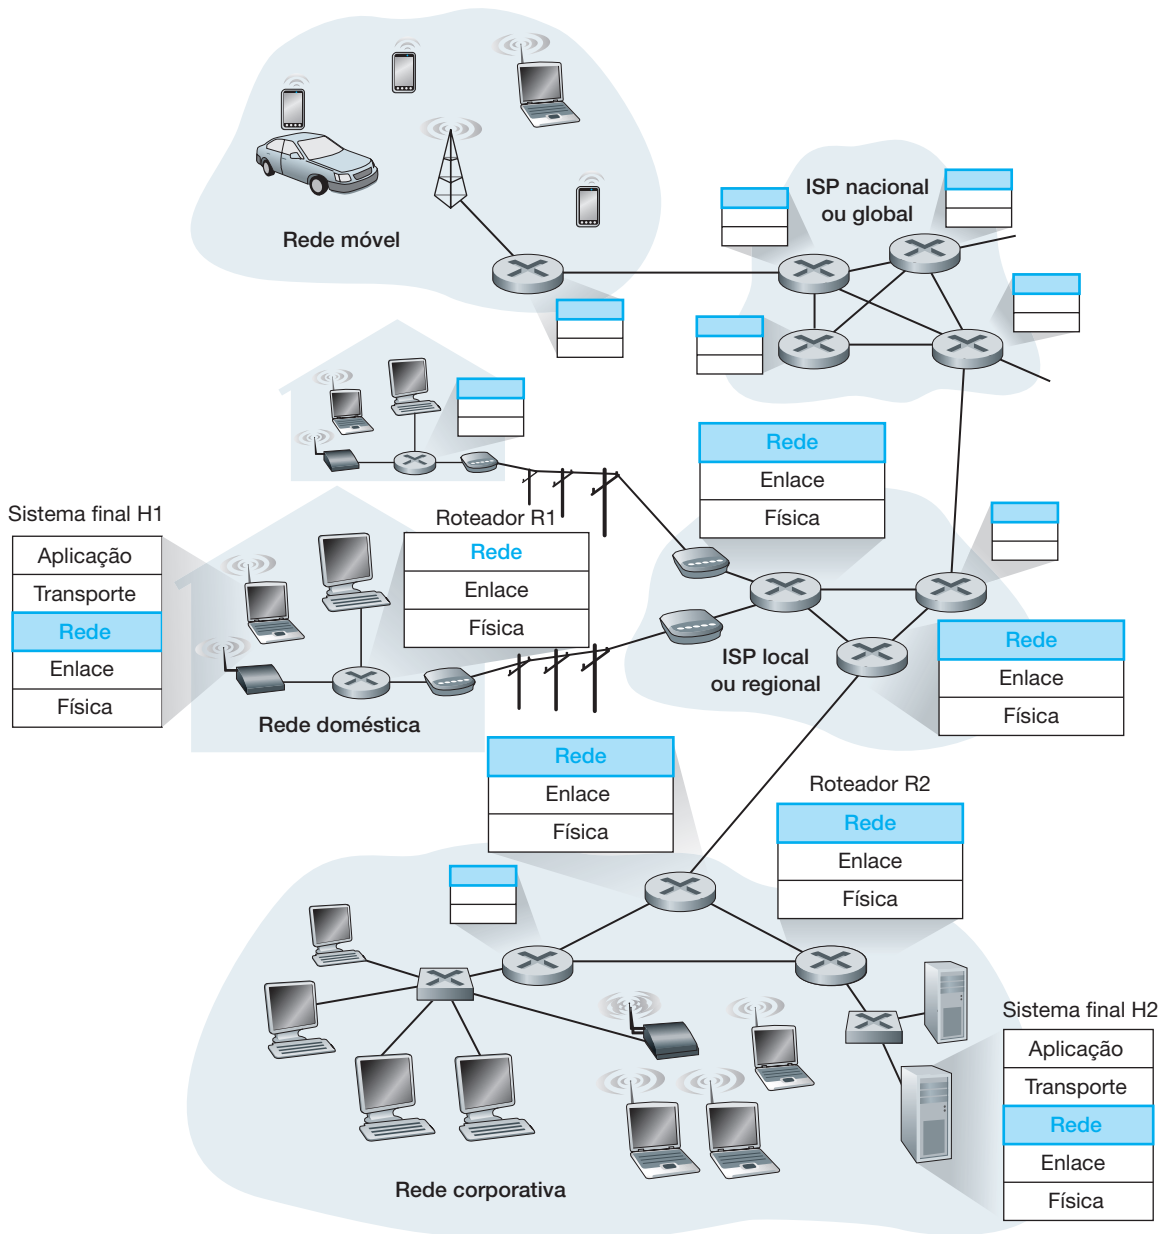 Rede móvel
ISP nacional
ou global
Rede
Enlace
Física
Sistema final H1
Aplicação
Transporte
Rede
Enlace
Física
Roteador R1
Rede
Enlace
Física
Rede doméstica
ISP local
ou regional
Rede
Enlace
Física
Rede
Enlace
Física
Roteador R2
Rede
Enlace
Física
Sistema final H2
Aplicação
Transporte
Rede
Enlace
Física
Rede corporativa